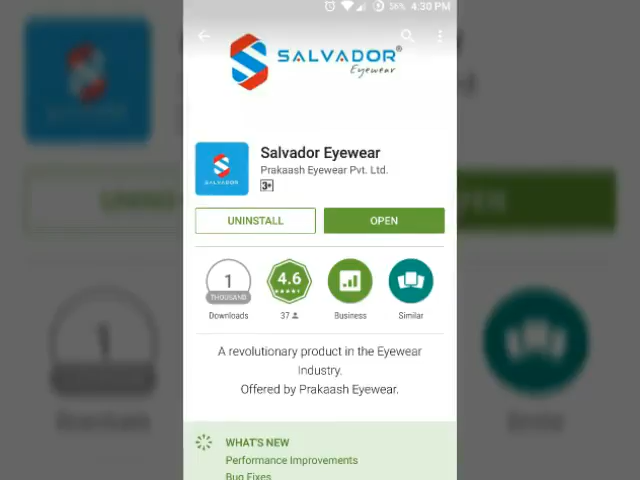 56% 4:30 PM
SALVADOR®
Eyewear
SALVADOR
Salvador Eyewear
Prakaash Eyewear Pvt. Ltd.
3+
UNINSTALL
OPEN
1
THOUSAND
4.6
Downloads
37
Business
Similar
A revolutionary product in the Eyewear
Industry.
Offered by Prakaash Eyewear.
WHAT'S NEW
Performance Improvements
Bug Fixes